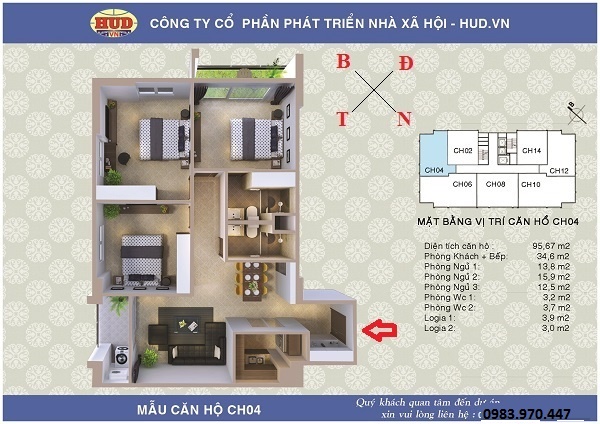 HUD
VN
CÔNG TY CỔ PHẦN PHÁT TRIỂN NHÀ XÃ HỘI - HUD.VN
B Đ
T N
B
CH02
CH14
CH04
CH12
CH06
CH08
CH10
MẶT BẰNG VỊ TRÍ CĂN HỔ CH04
Diện tích căn hộ : 95,67 m2
Phòng Khách + Bếp: 34,6 m2
Phòng Ngủ 1: 13,8 m2
Phòng Ngủ 2: 15,9 m2
Phòng Ngủ 3: 12,5 m2
Phòng Wc 1: 3,2 m2
Phòng Wc 2: 3,7 m2
Logia 1: 3,9 m2
Logia 2: 3,0 m2
MẪU CĂN HỘ CH04
Quý khách quan tâm đến dự án
xin vui lòng liên hệ : 0983.970.447